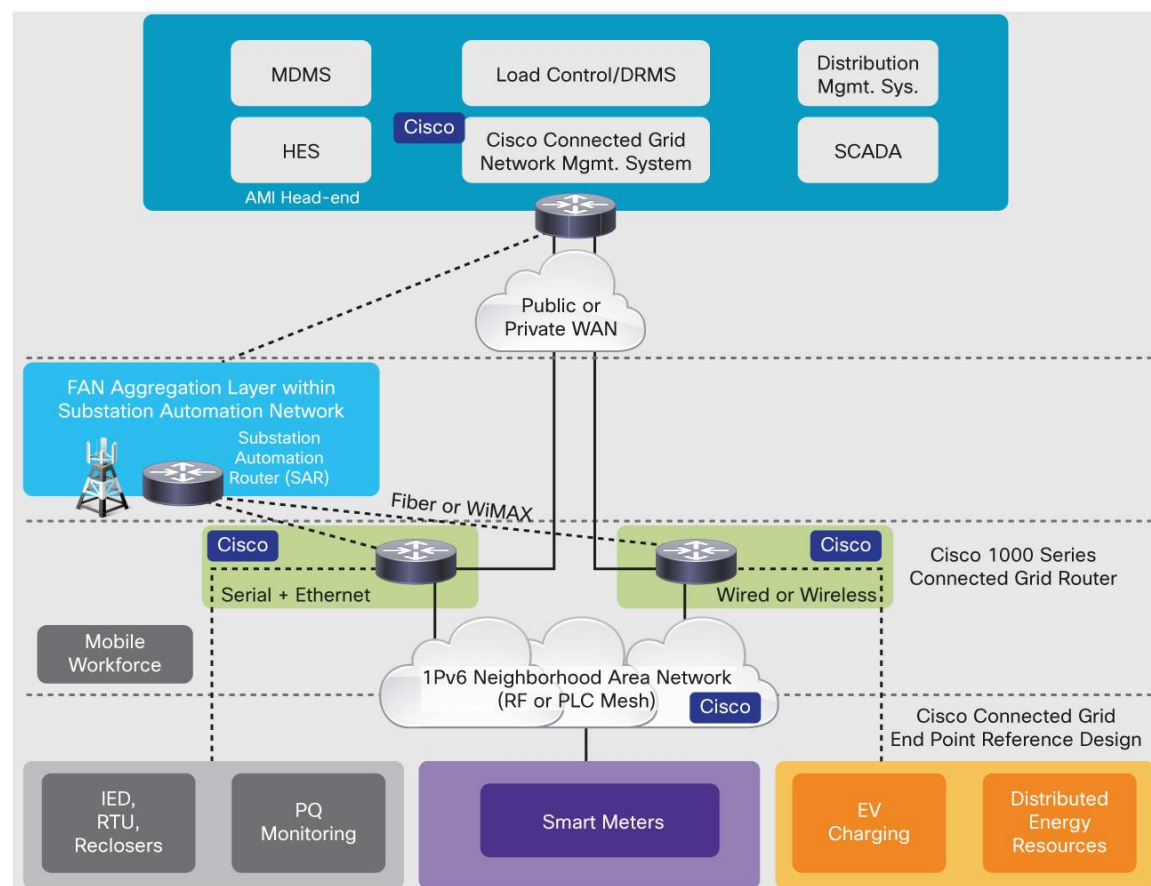 MDMS
Load Control/DRMS
Distribution
Mgmt. Sys.
HES
Cisco
Cisco Connected Grid
Network Mgmt. System
SCADA
AMI Head-end
Public or
Private WAN
FAN Aggregation Layer within
Substation Automation Network
Substation
Automation
Router (SAR)
Fiber or WiMAX
Cisco
Serial + Ethernet
Cisco
Wired or Wireless
Cisco 1000 Series
Connected Grid Router
Mobile
Workforce
1Pv6 Neighborhood Area Network
(RF or PLC Mesh)
Cisco
Cisco Connected Grid
End Point Reference Design
IED,
RTU,
Reclosers
PQ
Monitoring
Smart Meters
EV
Charging
Distributed
Energy
Resources